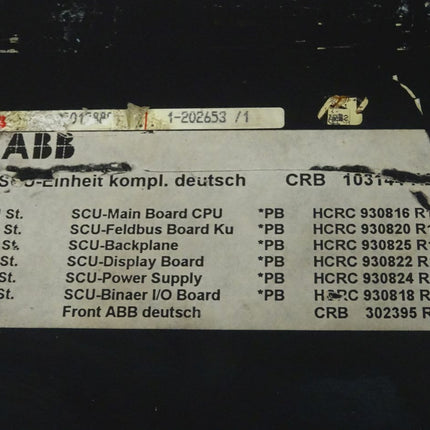 1-202653 /1
ABB
SCU-Einheit kompl. deutsch CRB
St. SCU-Main Board CPU *PB HCRC 930816
St. SCU-Feldbus Board Ku *PB HCRC 930820
St. SCU-Backplane *PB HCRC 930825
St. SCU-Display Board *PB HCRC 930822
St. SCU-Power Supply *PB HCRC 930824
St. SCU-Binaer I/O Board *PB HCRC 930818
Front ABB deutsch CRB 302395